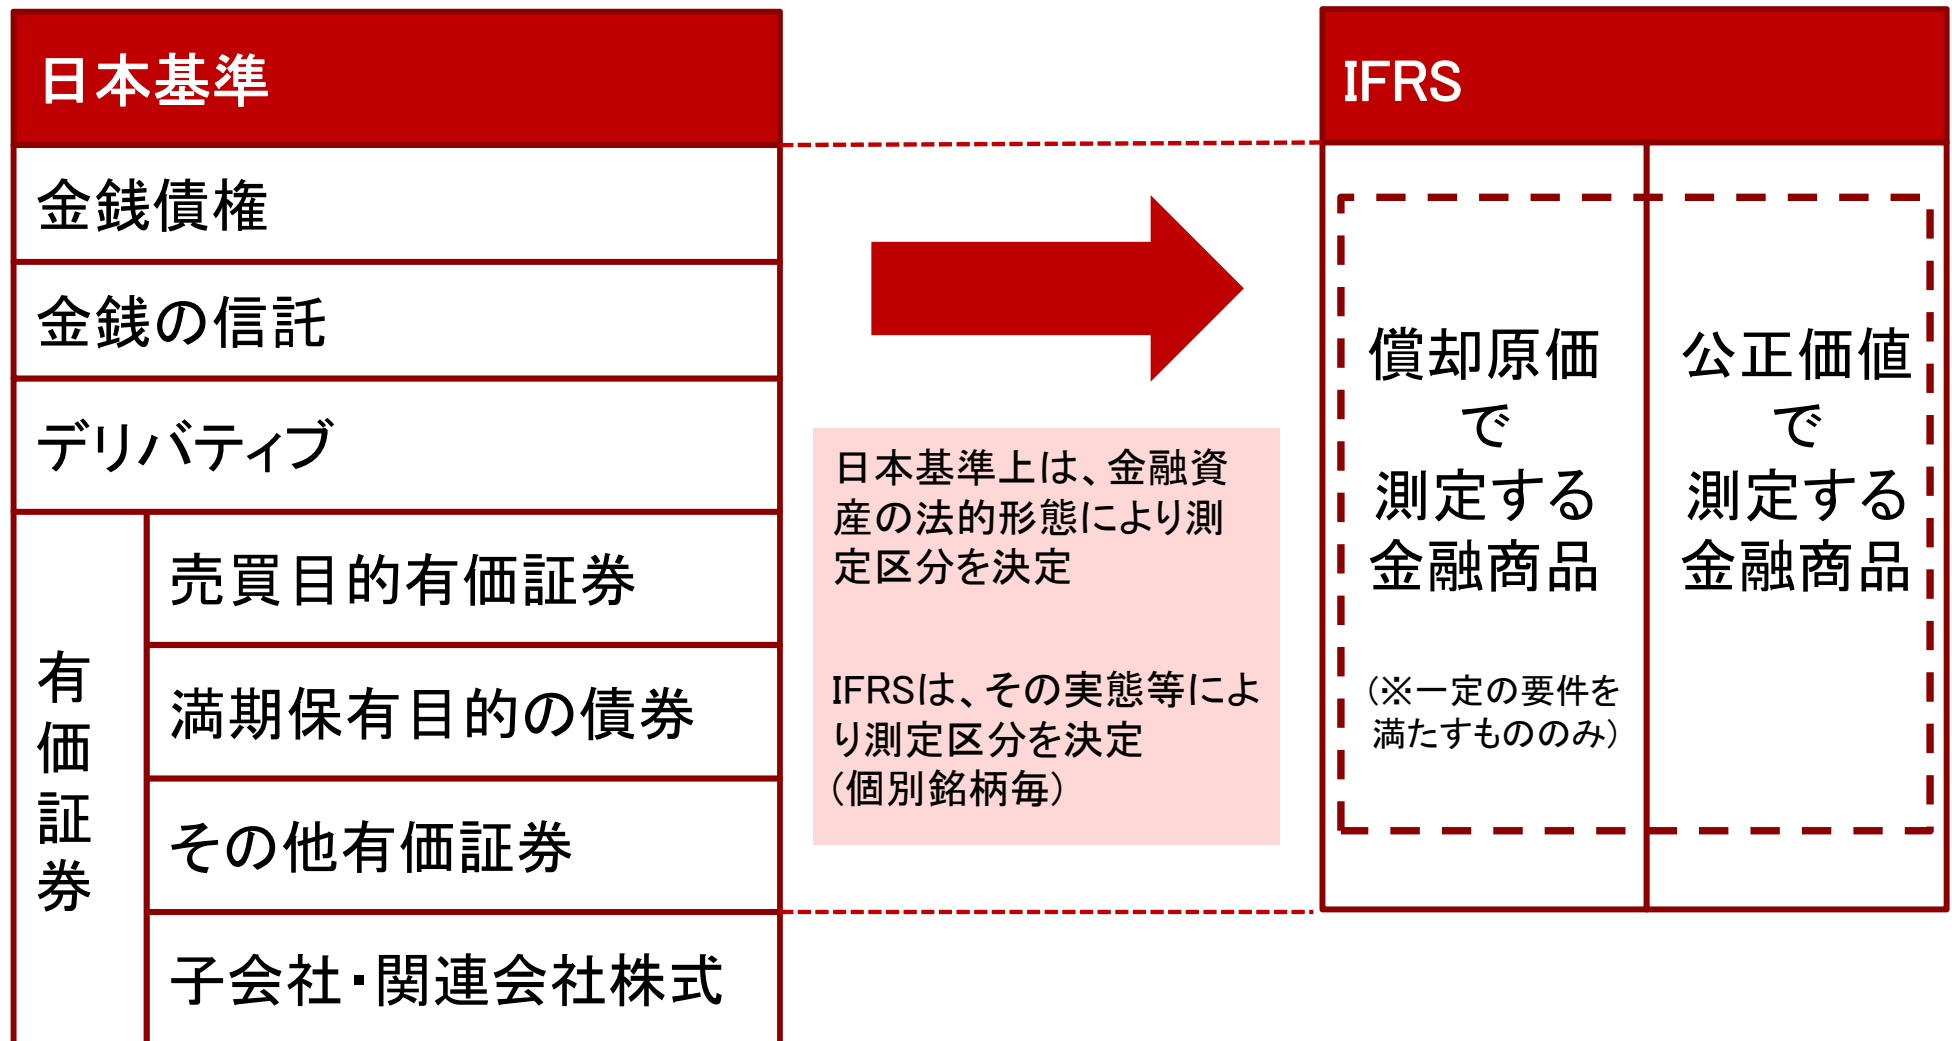 日本基準
金銭債権
金銭の信託
デリバティブ
有価証券
売買目的有価証券
満期保有目的の債券
その他有価証券
子会社・関連会社株式
日本基準上は、金融資
産の法的形態により測
定区分を決定
IFRSは、その実態等によ
り測定区分を決定
(個別銘柄毎)
IFRS
償却原価
で
測定する
金融商品
(※一定の要件を
満たすもののみ)
公正価値
で
測定する
金融商品